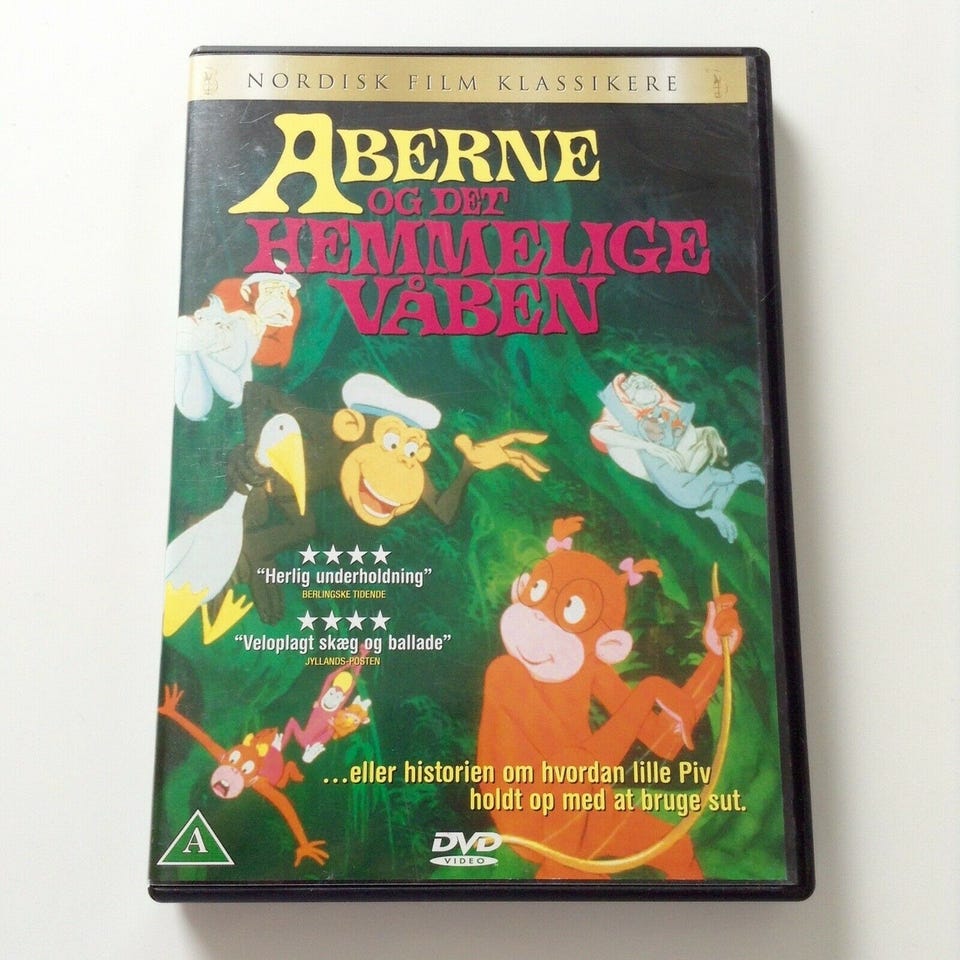 NORDISK FILM KLASSIKERE
ABERNE
OG DET
HEMMELIGE
VÅBEN
★★★★
"Herlig underholdning"
BERLINGSKE TIDENDE
★★★★
"Veloplagt skæg og ballade"
JYLLANDS-POSTEN
...eller historien om hvordan lille Piv
holdt op med at bruge sut.
A
DVD
VIDEO